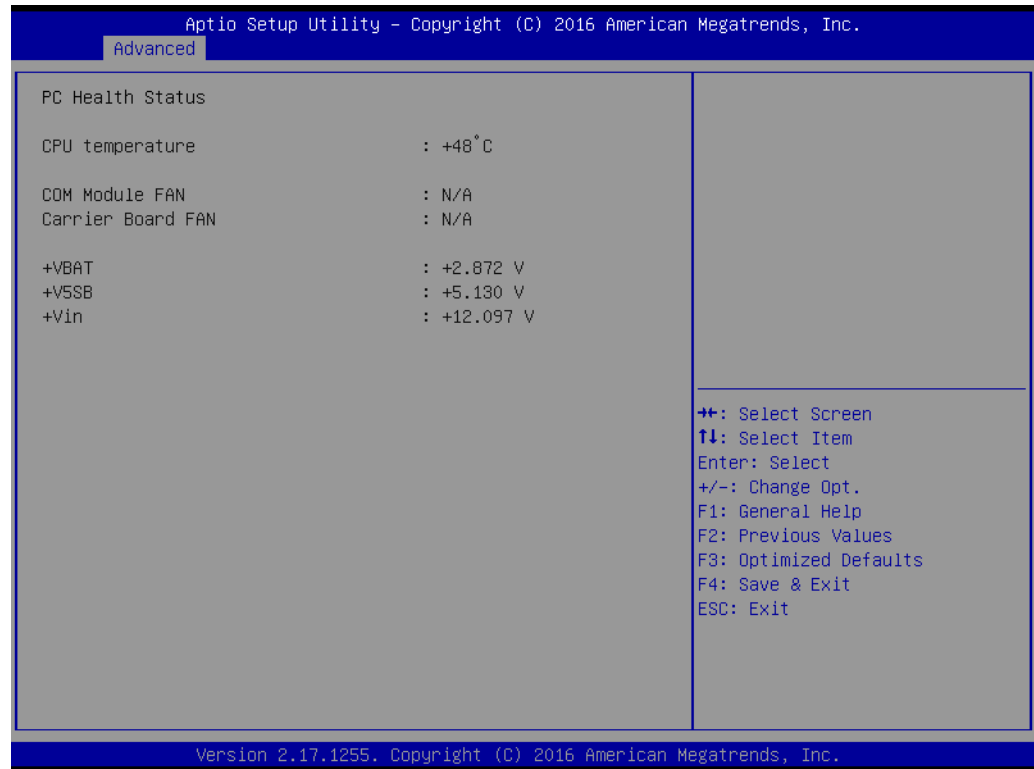 Aptio Setup Utility – Copyright (C) 2016 American Megatrends, Inc.
Advanced
PC Health Status
CPU temperature : +48°C
COM Module FAN : N/A
Carrier Board FAN : N/A
+VBAT : +2.872 V
+V5SB : +5.130 V
+Vin : +12.097 V
→←: Select Screen
↑↓: Select Item
Enter: Select
+/-: Change Opt.
F1: General Help
F2: Previous Values
F3: Optimized Defaults
F4: Save & Exit
ESC: Exit
Version 2.17.1255. Copyright (C) 2016 American Megatrends, Inc.